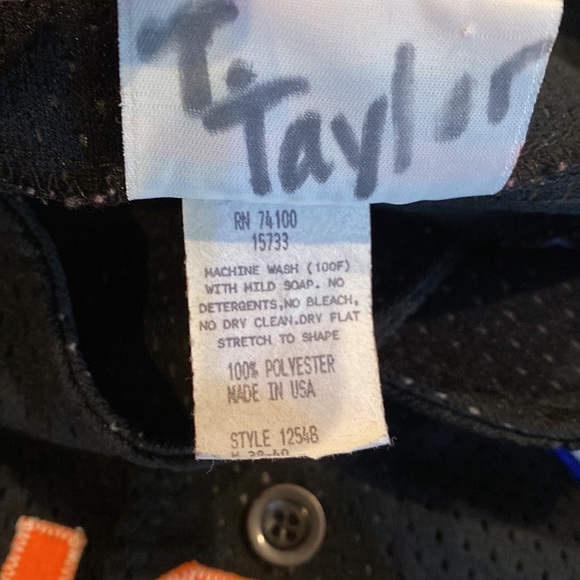 T. Taylor
RN 74100
15733
MACHINE WASH (100F)
WITH MILD SOAP. NO
DETERGENTS,NO BLEACH,
NO DRY CLEAN.DRY FLAT
STRETCH TO SHAPE
100% POLYESTER
MADE IN USA
STYLE 1254B